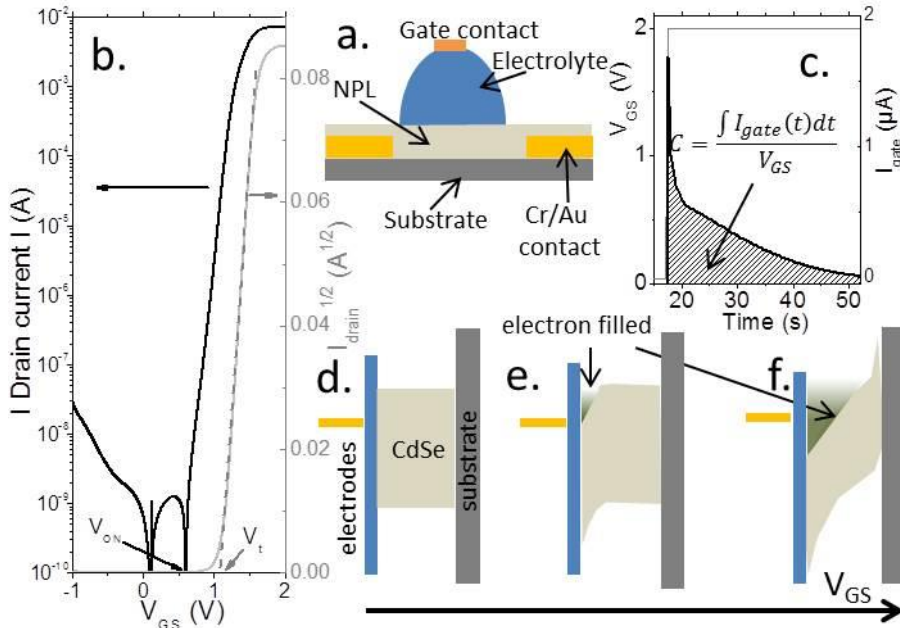 b.
10⁻²
10⁻³
10⁻⁴
10⁻⁵
10⁻⁶
10⁻⁷
10⁻⁸
10⁻⁹
10⁻¹⁰
I Drain current I (A)
-1
0
1
2
V_GS (V)
V_ON
V_t
0.08
0.06
0.04
0.02
0.00
I_drain^1/2 (A^1/2)
a.
Gate contact
Electrolyte
NPL
Substrate
Cr/Au
contact
c.
2
1
0
V_GS (V)
C = ∫ I_gate(t)dt / V_GS
2
1
0
I_gate (µA)
20 30 40 50
Time (s)
electron filled
d.
e.
f.
electrodes
CdSe
substrate
V_GS